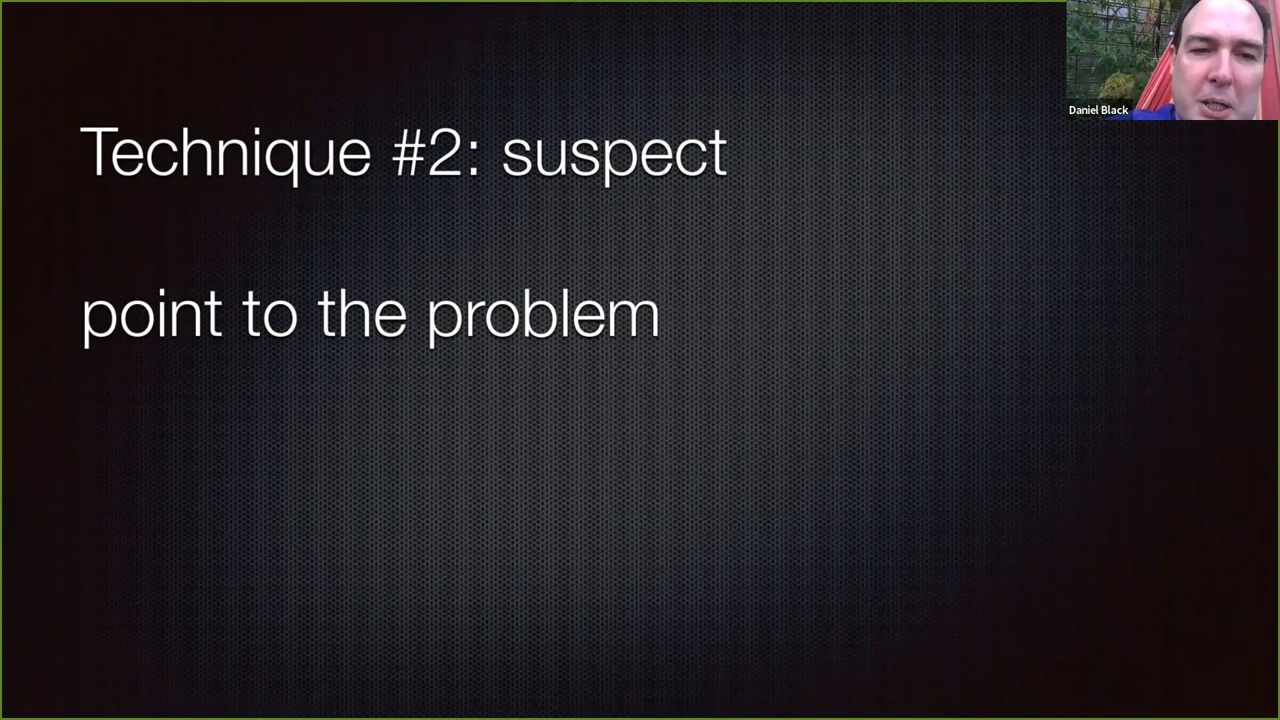 Technique #2: suspect
point to the problem
Daniel Black